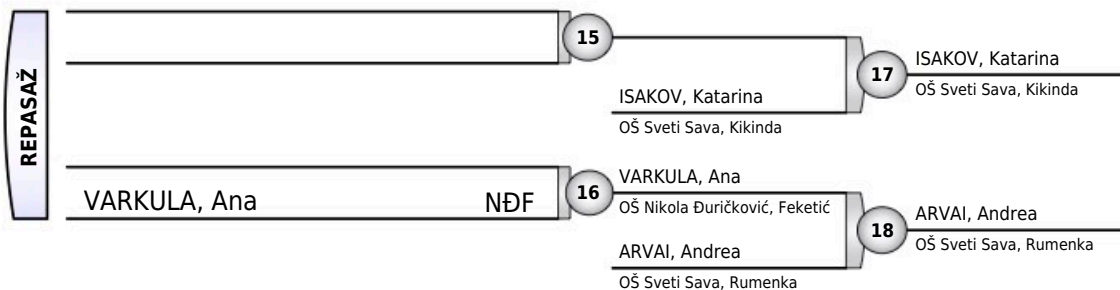 REPASAŽ
15
ISAKOV, Katarina
OŠ Sveti Sava, Kikinda
17
ISAKOV, Katarina
OŠ Sveti Sava, Kikinda
VARKULA, Ana NĐF
16
VARKULA, Ana
OŠ Nikola Đuričković, Feketić
ARVAI, Andrea
OŠ Sveti Sava, Rumenka
18
ARVAI, Andrea
OŠ Sveti Sava, Rumenka